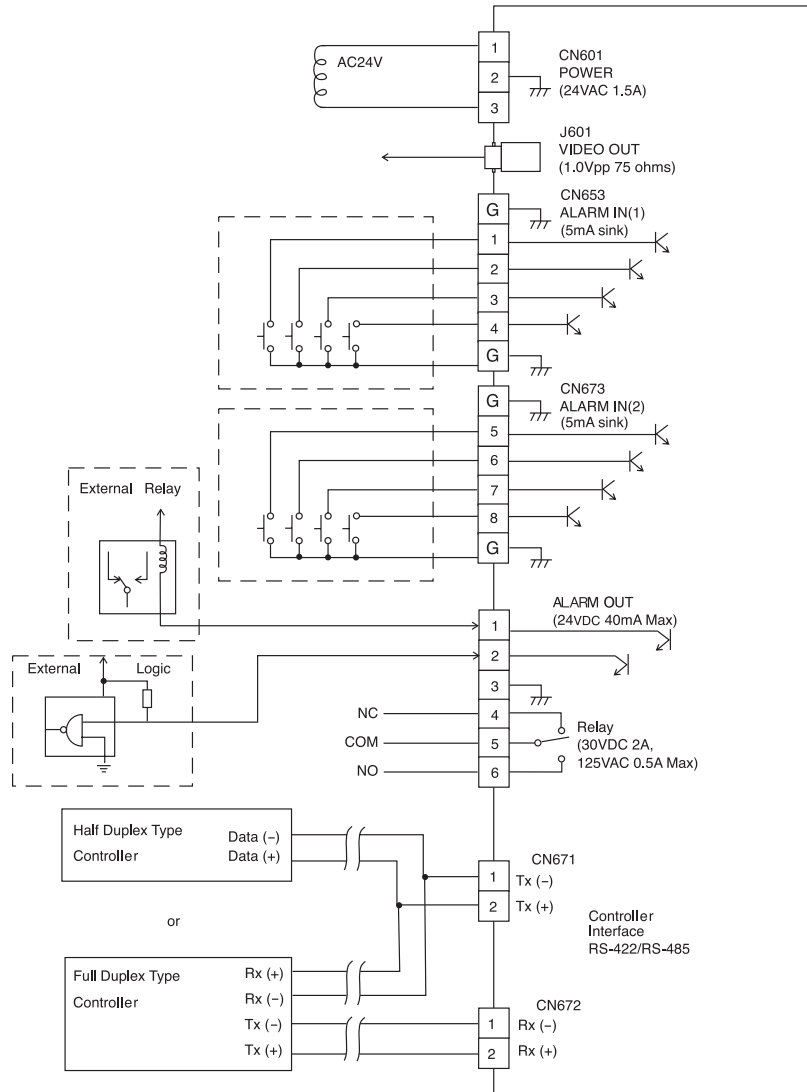 AC24V
1
2
3
CN601
POWER
(24VAC 1.5A)
J601
VIDEO OUT
(1.0Vpp 75 ohms)
CN653
ALARM IN(1)
(5mA sink)
G
1
2
3
4
G
CN673
ALARM IN(2)
(5mA sink)
G
5
6
7
8
G
External Relay
ALARM OUT
(24VDC 40mA Max)
1
2
3
4
5
6
External Logic
NC
COM
NO
Relay
(30VDC 2A,
125VAC 0.5A Max)
Half Duplex Type
Controller
Data (−)
Data (+)
CN671
1 Tx (−)
2 Tx (+)
or
Controller
Interface
RS-422/RS-485
Full Duplex Type
Controller
Rx (+)
Rx (−)
Tx (−)
Tx (+)
CN672
1 Rx (−)
2 Rx (+)